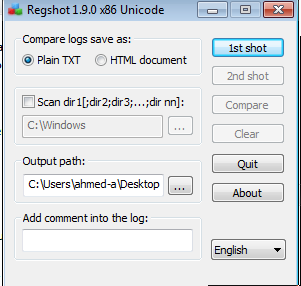 Regshot 1.9.0 x86 Unicode
Compare logs save as:
Plain TXT
HTML document
1st shot
2nd shot
Scan dir1[;dir2;dir3;...;dir nn]:
C:\Windows
...
Compare
Clear
Output path:
C:\Users\ahmed-a\Desktop
...
Quit
About
Add comment into the log:
English